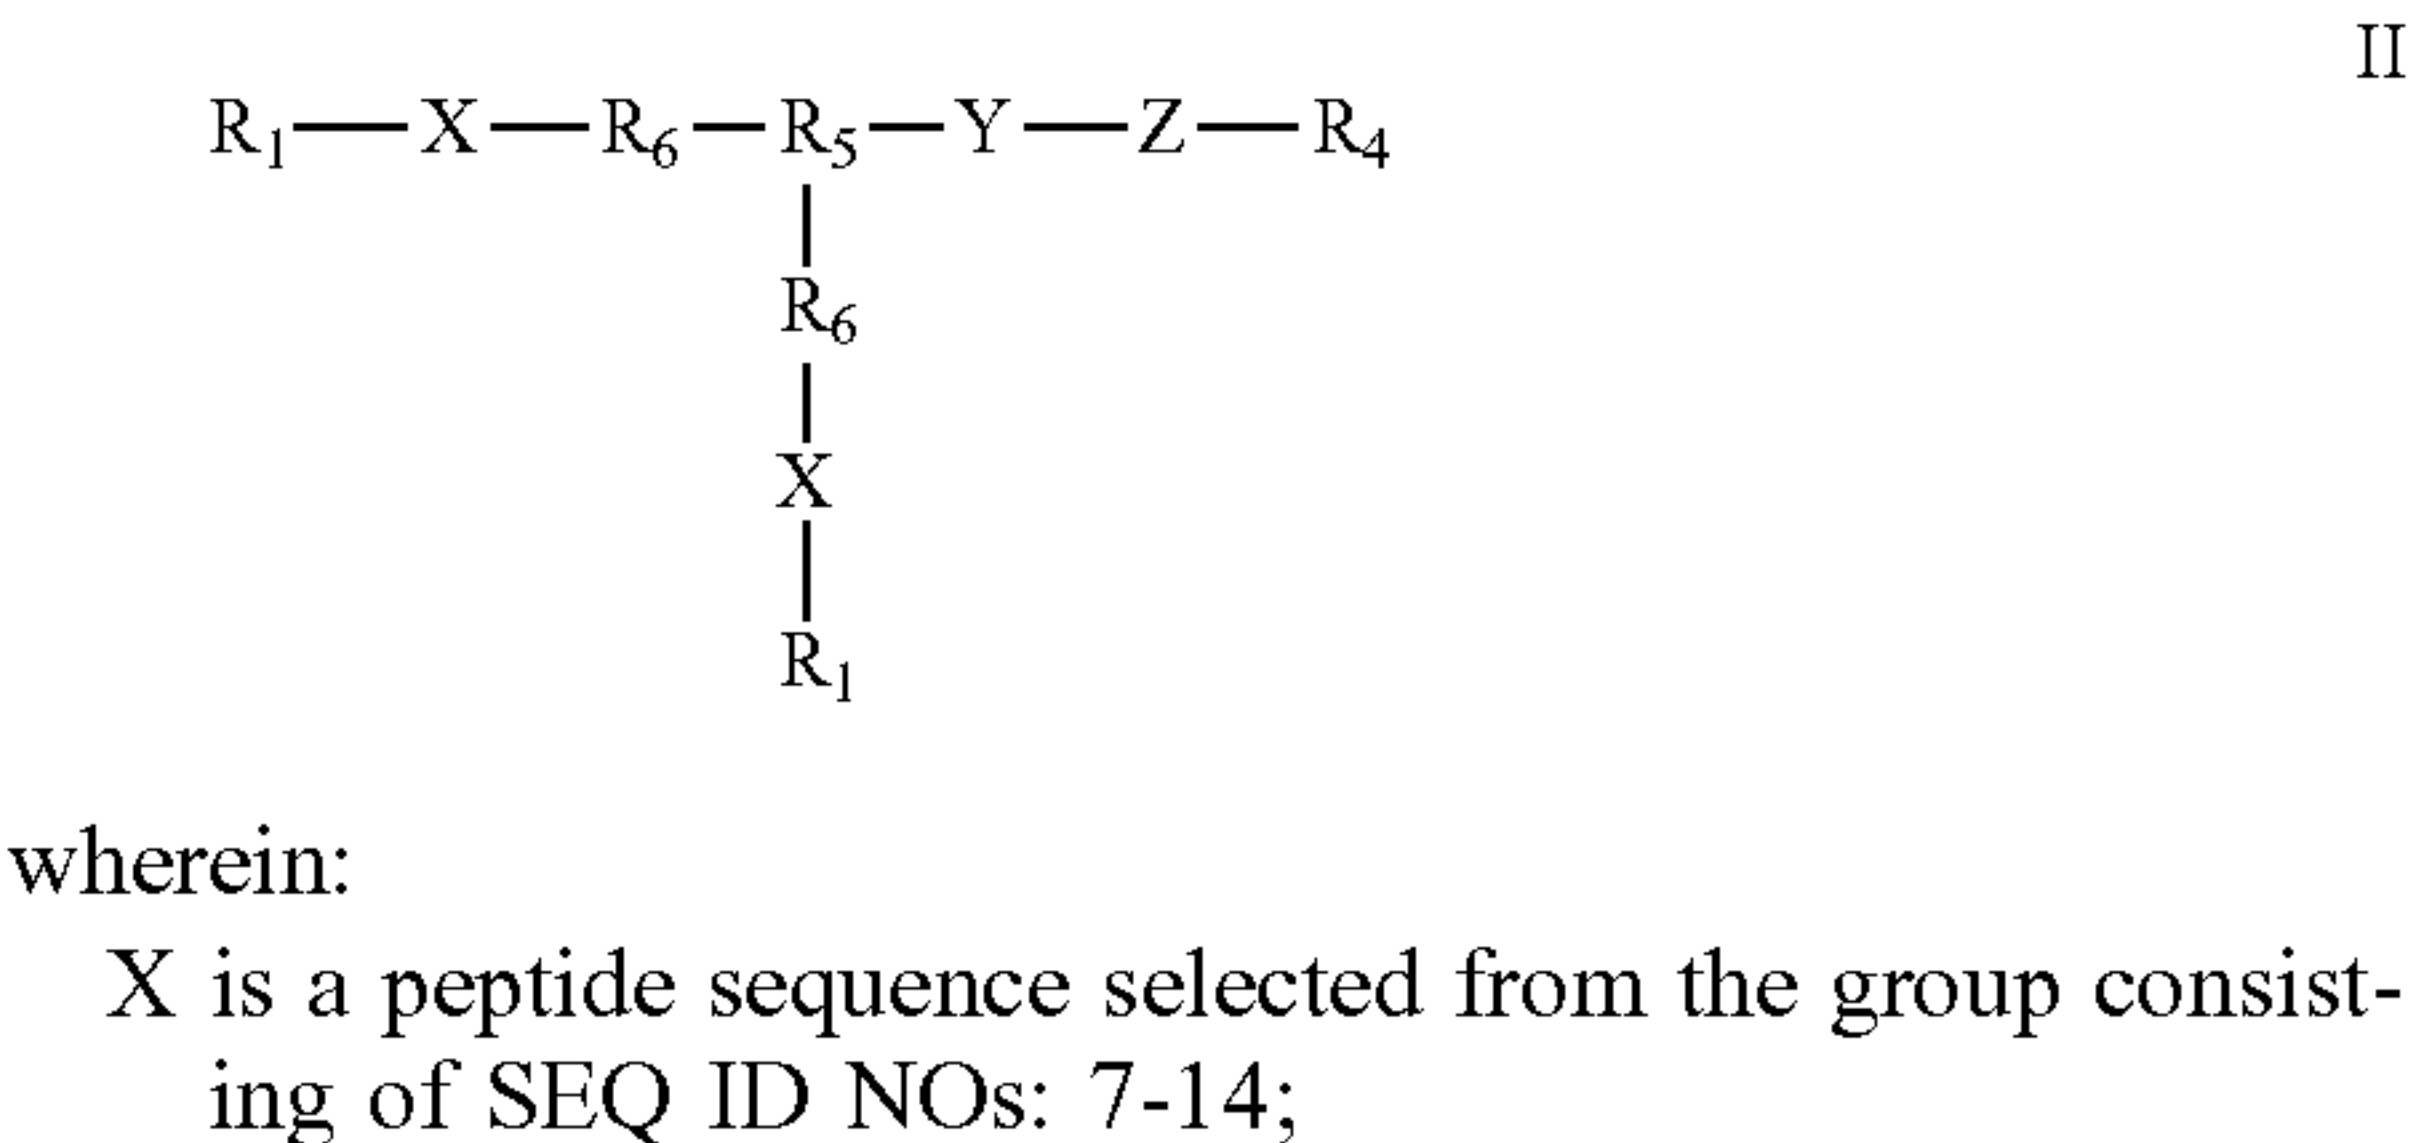 II
R₁—X—R₆—R₅—Y—Z—R₄
R₆
X
R₁
wherein:
X is a peptide sequence selected from the group consist-
ing of SEQ ID NOs: 7-14;